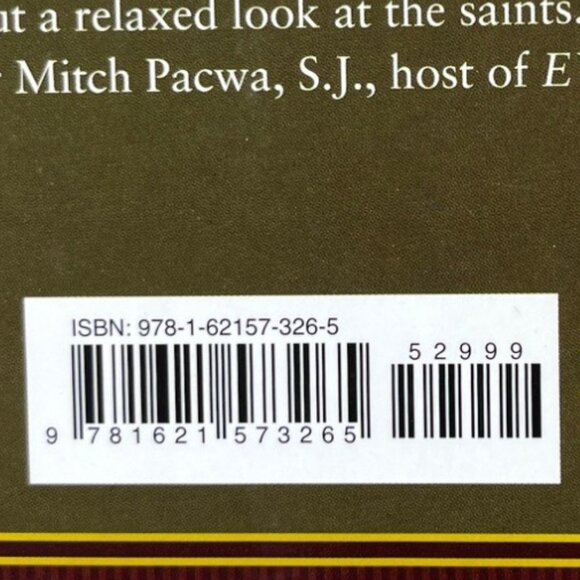 ut a relaxed look at the saints.
Mitch Pacwa, S.J., host of E
ISBN: 978-1-62157-326-5
52999
9 781621 573265